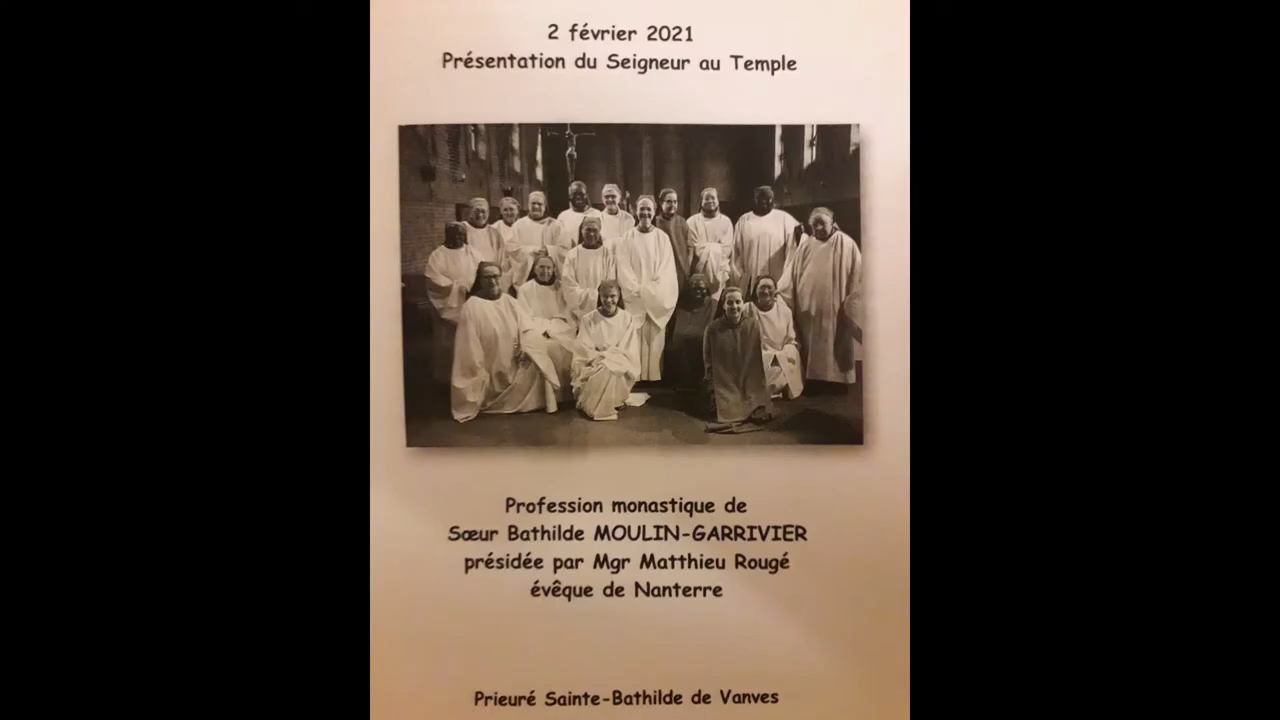 2 février 2021
Présentation du Seigneur au Temple
Profession monastique de
Sœur Bathilde MOULIN-GARRIVIER
présidée par Mgr Matthieu Rougé
évêque de Nanterre
Prieuré Sainte-Bathilde de Vanves